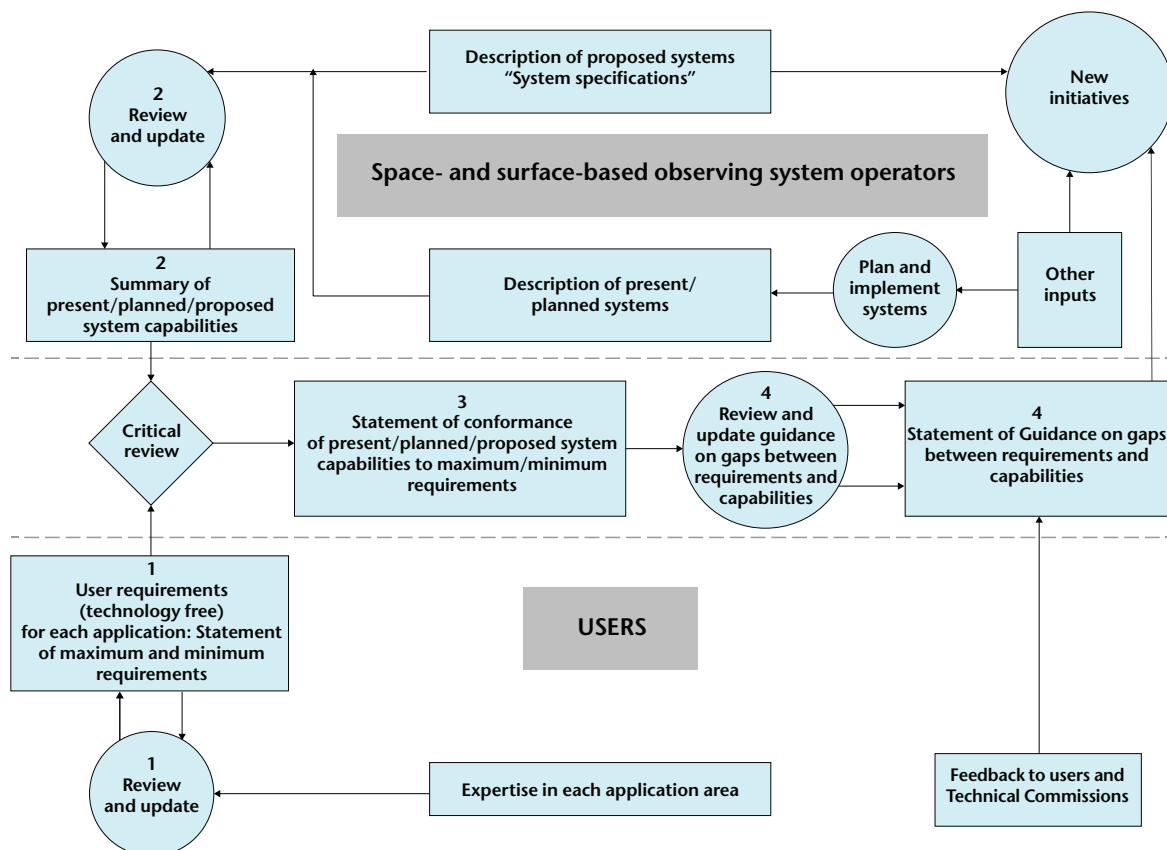 Description of proposed systems
“System specifications”
New
initiatives
2
Review
and update
Space- and surface-based observing system operators
2
Summary of
present/planned/proposed
system capabilities
Description of present/
planned systems
Plan and
implement
systems
Other
inputs
Critical
review
3
Statement of conformance
of present/planned/proposed system
capabilities to maximum/minimum
requirements
4
Review and
update guidance
on gaps between
requirements and
capabilities
4
Statement of Guidance on gaps
between requirements and
capabilities
1
User requirements
(technology free)
for each application: Statement
of maximum and minimum
requirements
USERS
1
Review
and update
Expertise in each application area
Feedback to users and
Technical Commissions